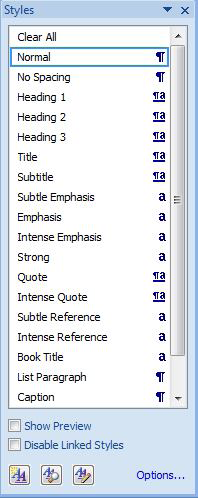 Styles
Clear All
Normal ¶
No Spacing ¶
Heading 1 ¶a
Heading 2 ¶a
Heading 3 ¶a
Title ¶a
Subtitle ¶a
Subtle Emphasis a
Emphasis a
Intense Emphasis a
Strong a
Quote ¶a
Intense Quote ¶a
Subtle Reference a
Intense Reference a
Book Title a
List Paragraph ¶
Caption ¶
Show Preview
Disable Linked Styles
Options...